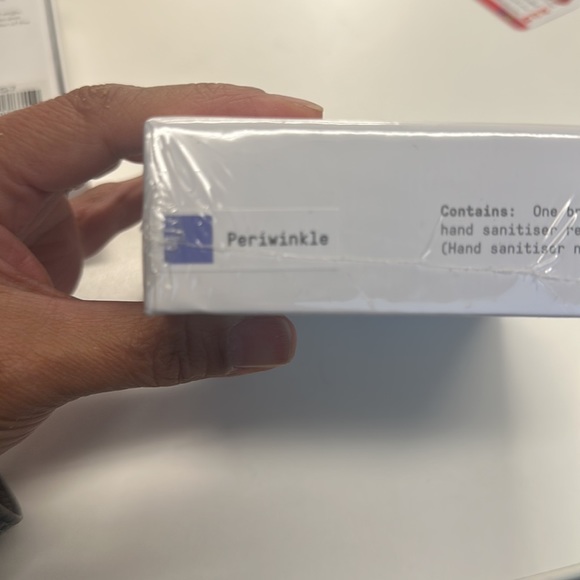 Periwinkle
Contains: One
hand sanitiser
(Hand sanitiser